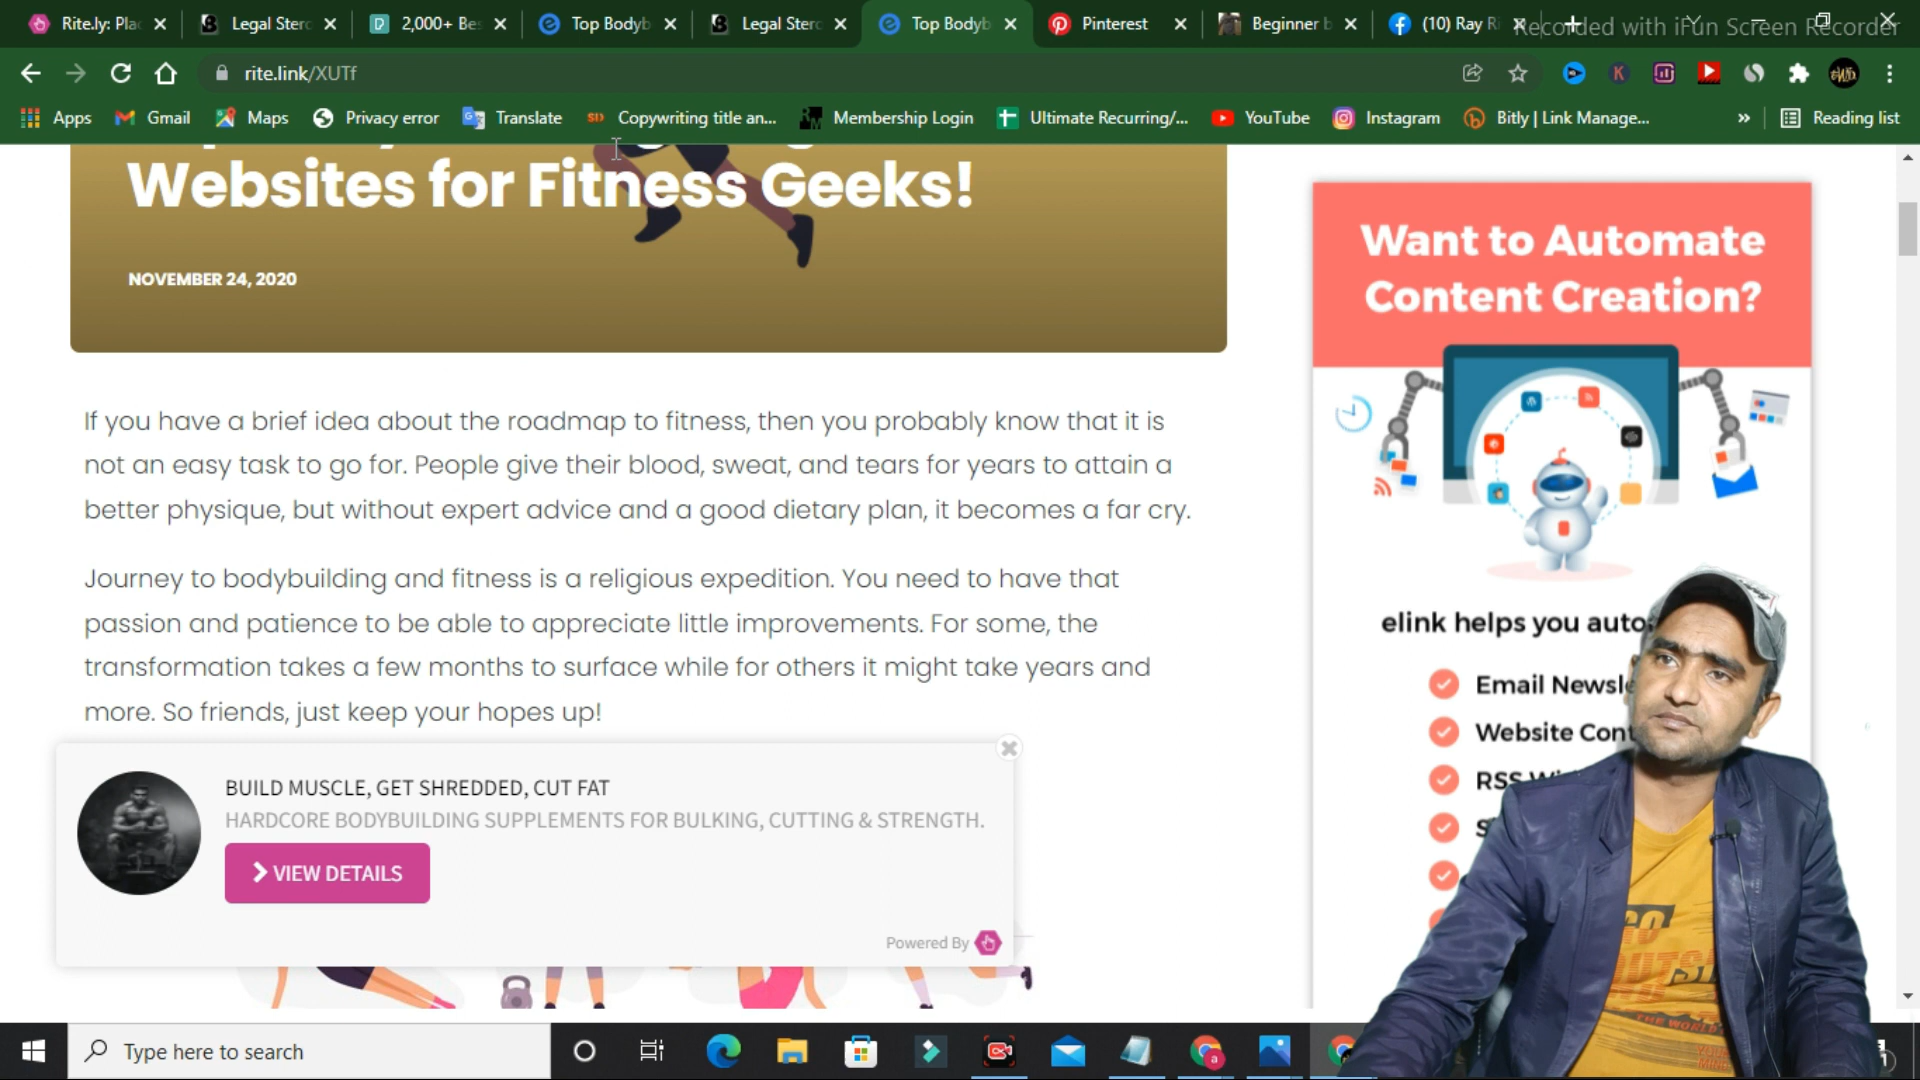 Rite.ly: Pla
Legal Sterc
2,000+ Bes
Top Bodyb
Legal Sterc
Top Bodyb
Pinterest
Beginner b
(10) Ray Ri
Recorded with iFun Screen Recorder
rite.link/XUTf
Apps
Gmail
Maps
Privacy error
Translate
Copywriting title an...
Membership Login
Ultimate Recurring/...
YouTube
Instagram
Bitly | Link Manage...
»
Reading list
Websites for Fitness Geeks!
NOVEMBER 24, 2020
If you have a brief idea about the roadmap to fitness, then you probably know that it is
not an easy task to go for. People give their blood, sweat, and tears for years to attain a
better physique, but without expert advice and a good dietary plan, it becomes a far cry.
Journey to bodybuilding and fitness is a religious expedition. You need to have that
passion and patience to be able to appreciate little improvements. For some, the
transformation takes a few months to surface while for others it might take years and
more. So friends, just keep your hopes up!
BUILD MUSCLE, GET SHREDDED, CUT FAT
HARDCORE BODYBUILDING SUPPLEMENTS FOR BULKING, CUTTING & STRENGTH.
VIEW DETAILS
Powered By
Want to Automate
Content Creation?
elink helps you auto
Email Newsl
Website Cont
RSS Wi
S
THE WORLD
Type here to search